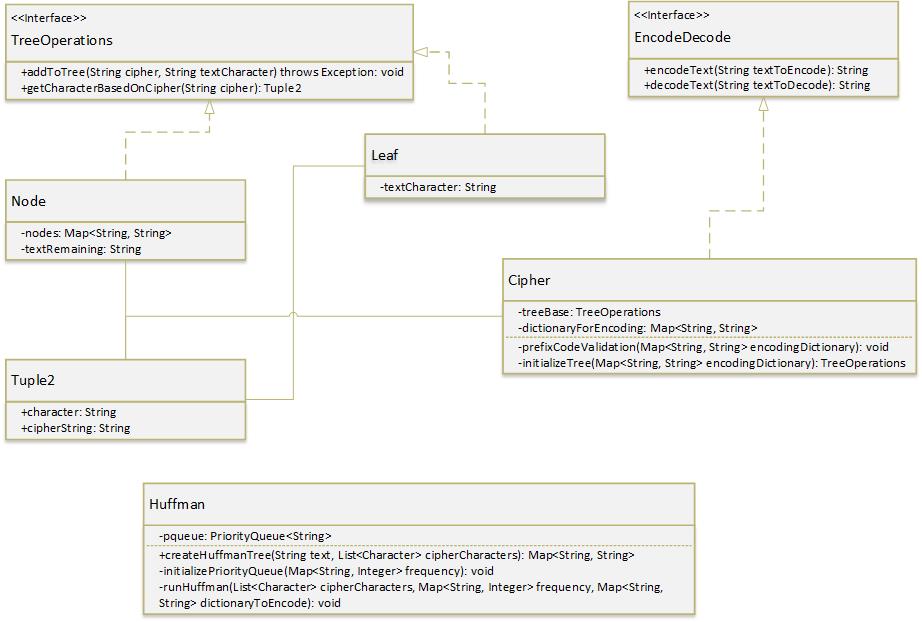 <<Interface>>
TreeOperations
+addToTree(String cipher, String textCharacter) throws Exception: void
+getCharacterBasedOnCipher(String cipher): Tuple2
<<Interface>>
EncodeDecode
+encodeText(String textToEncode): String
+decodeText(String textToDecode): String
Leaf
-textCharacter: String
Node
-nodes: Map<String, String>
-textRemaining: String
Cipher
-treeBase: TreeOperations
-dictionaryForEncoding: Map<String, String>
-prefixCodeValidation(Map<String, String> encodingDictionary): void
-initializeTree(Map<String, String> encodingDictionary): TreeOperations
Tuple2
+character: String
+cipherString: String
Huffman
-pqueue: PriorityQueue<String>
+createHuffmanTree(String text, List<Character> cipherCharacters): Map<String, String>
-initializePriorityQueue(Map<String, Integer> frequency): void
-runHuffman(List<Character> cipherCharacters, Map<String, Integer> frequency, Map<String,
String> dictionaryToEncode): void